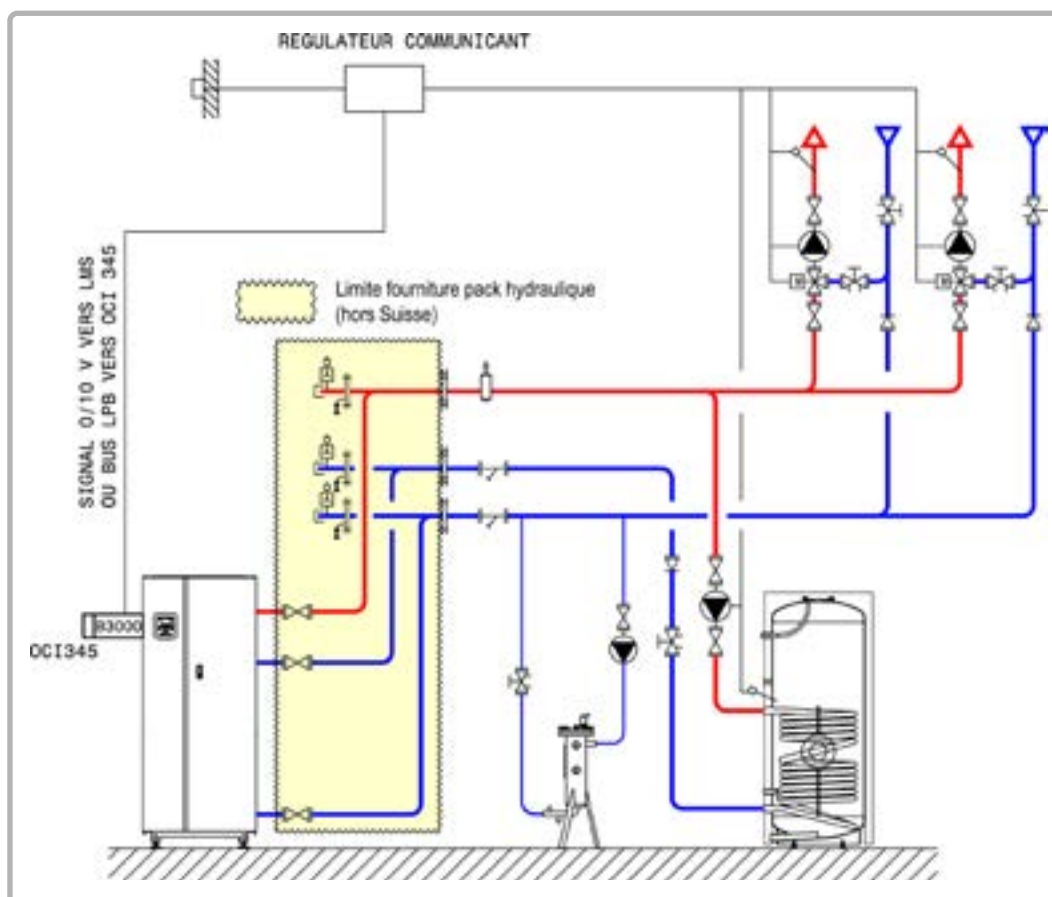 REGULATEUR COMMUNICANT
SIGNAL 0/10 V VERS LMS
OU BUS LPB VERS OCI 345
Limite fourniture pack hydraulique
(hors Suisse)
B3000
OCI345